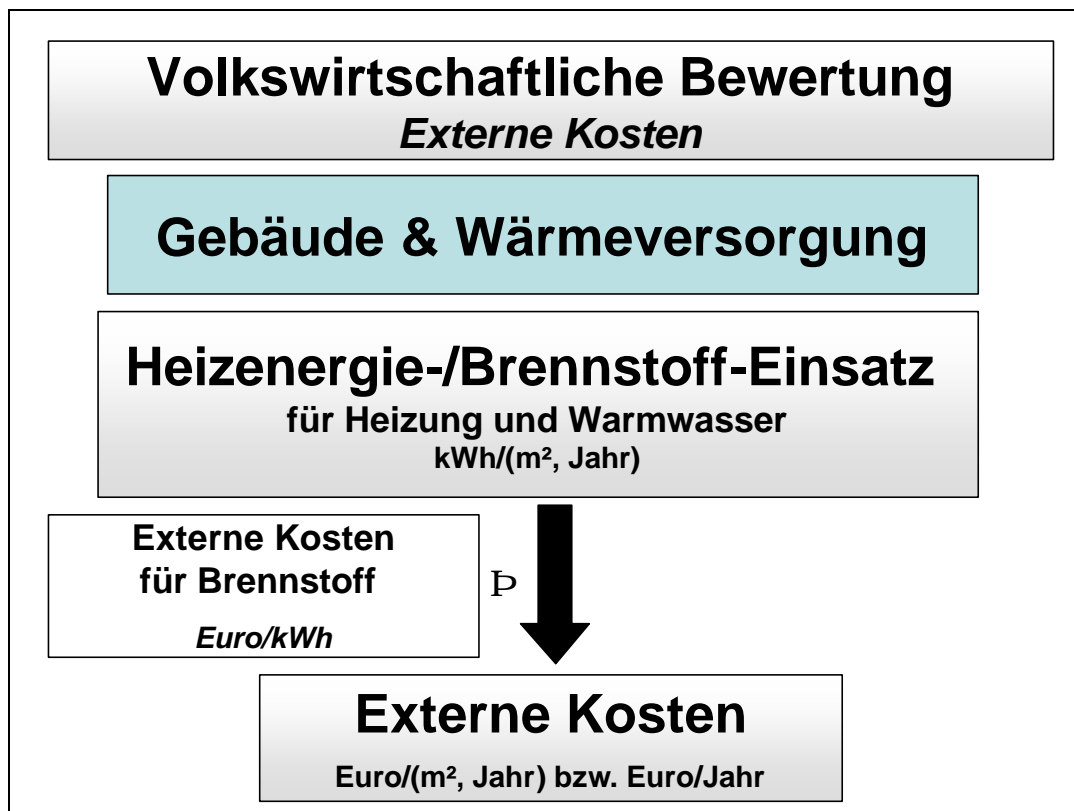 Volkswirtschaftliche Bewertung
Externe Kosten
Gebäude & Wärmeversorgung
Heizenergie-/Brennstoff-Einsatz
für Heizung und Warmwasser
kWh/(m², Jahr)
Externe Kosten
für Brennstoff
Euro/kWh
Þ
Externe Kosten
Euro/(m², Jahr) bzw. Euro/Jahr